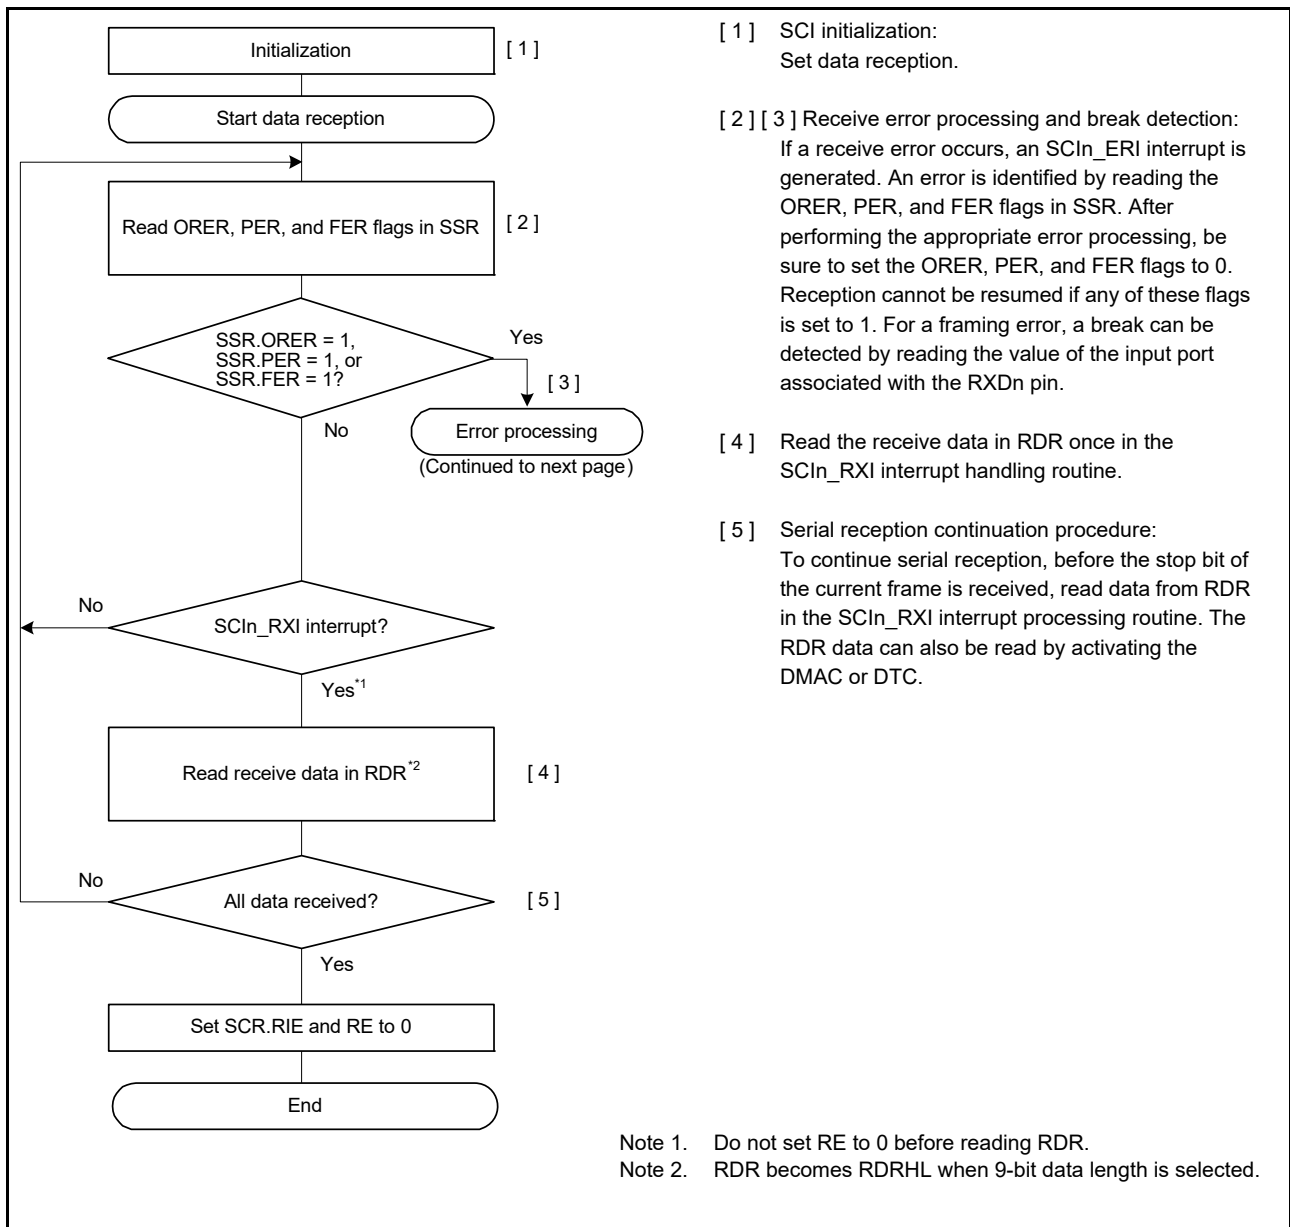 Initialization
[ 1 ]
Start data reception
Read ORER, PER, and FER flags in SSR
[ 2 ]
SSR.ORER = 1,
SSR.PER = 1, or
SSR.FER = 1?
Yes
[ 3 ]
No
Error processing
(Continued to next page)
No
SCIn_RXI interrupt?
Yes*1
Read receive data in RDR*2
[ 4 ]
No
All data received?
[ 5 ]
Yes
Set SCR.RIE and RE to 0
End
[ 1 ] SCI initialization:
Set data reception.
[ 2 ] [ 3 ] Receive error processing and break detection:
If a receive error occurs, an SCIn_ERI interrupt is
generated. An error is identified by reading the
ORER, PER, and FER flags in SSR. After
performing the appropriate error processing, be
sure to set the ORER, PER, and FER flags to 0.
Reception cannot be resumed if any of these flags
is set to 1. For a framing error, a break can be
detected by reading the value of the input port
associated with the RXDn pin.
[ 4 ] Read the receive data in RDR once in the
SCIn_RXI interrupt handling routine.
[ 5 ] Serial reception continuation procedure:
To continue serial reception, before the stop bit of
the current frame is received, read data from RDR
in the SCIn_RXI interrupt processing routine. The
RDR data can also be read by activating the
DMAC or DTC.
Note 1. Do not set RE to 0 before reading RDR.
Note 2. RDR becomes RDRHL when 9-bit data length is selected.